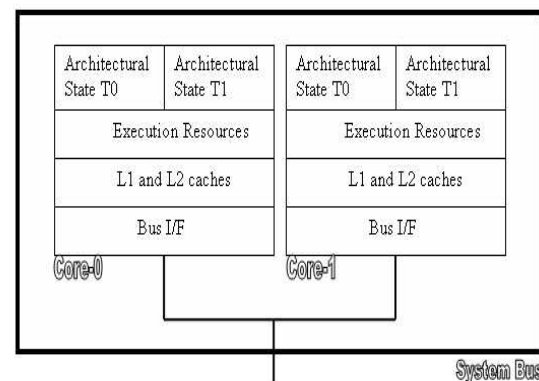 Architectural State T0
Architectural State T1
Execution Resources
L1 and L2 caches
Bus I/F
Core-0
Architectural State T0
Architectural State T1
Execution Resources
L1 and L2 caches
Bus I/F
Core-1
System Bus